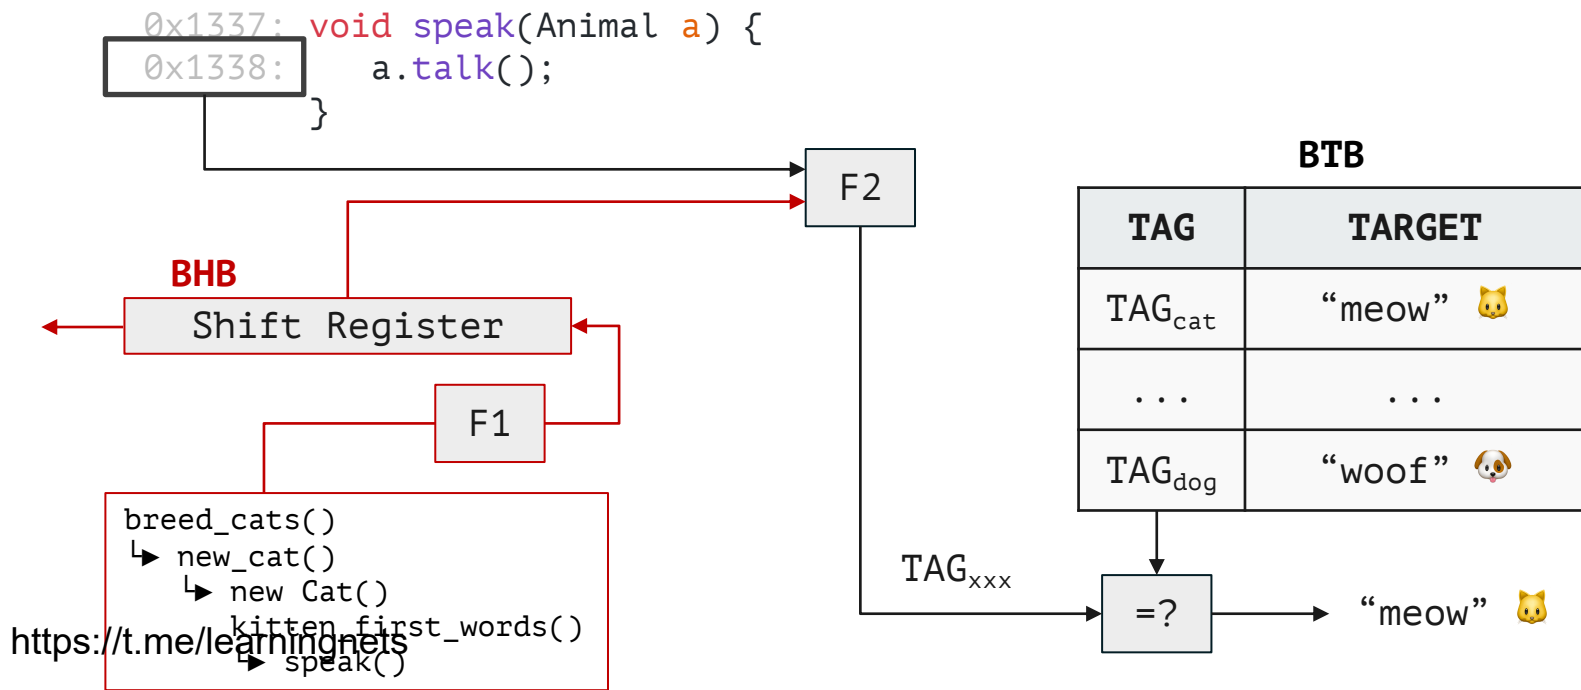 0x1337: void speak(Animal a) {
0x1338: a.talk();
}
F2
BTB
TAG TARGET
TAGcat “meow” 🐱
... ...
TAGdog “woof” 🐶
BHB
Shift Register
F1
breed_cats()
↳ new_cat()
↳ new Cat()
kitten_first_words()
↳ speak()
https://t.me/learningnets
TAGxxx
=?
“meow” 🐱